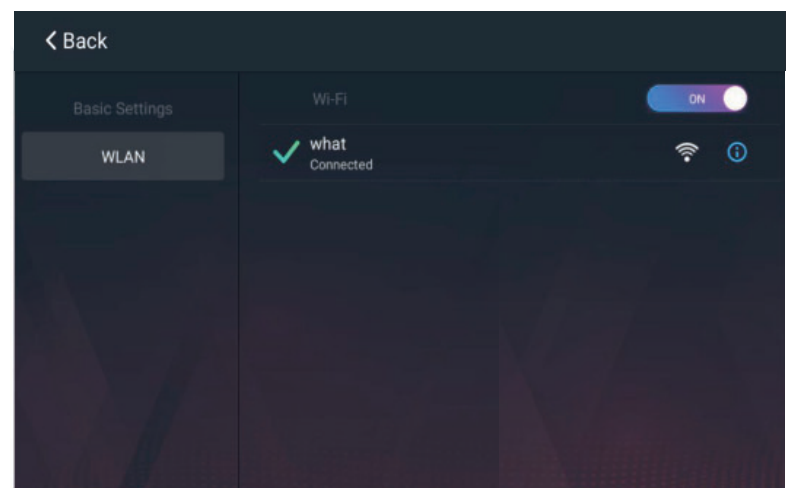 Back
Basic Settings
WLAN
Wi-Fi
ON
what
Connected